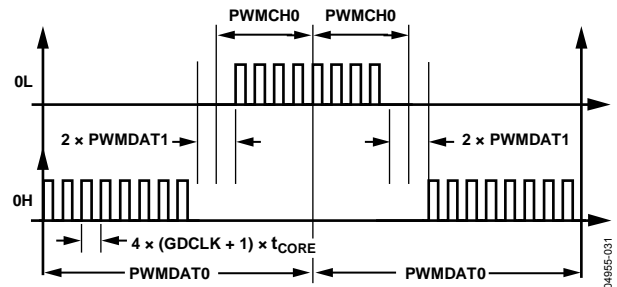 PWMCH0 PWMCH0
0L
2 × PWMDAT1 2 × PWMDAT1
0H
4 × (GDCLK + 1) × tCORE
PWMDAT0 PWMDAT0
04955-031